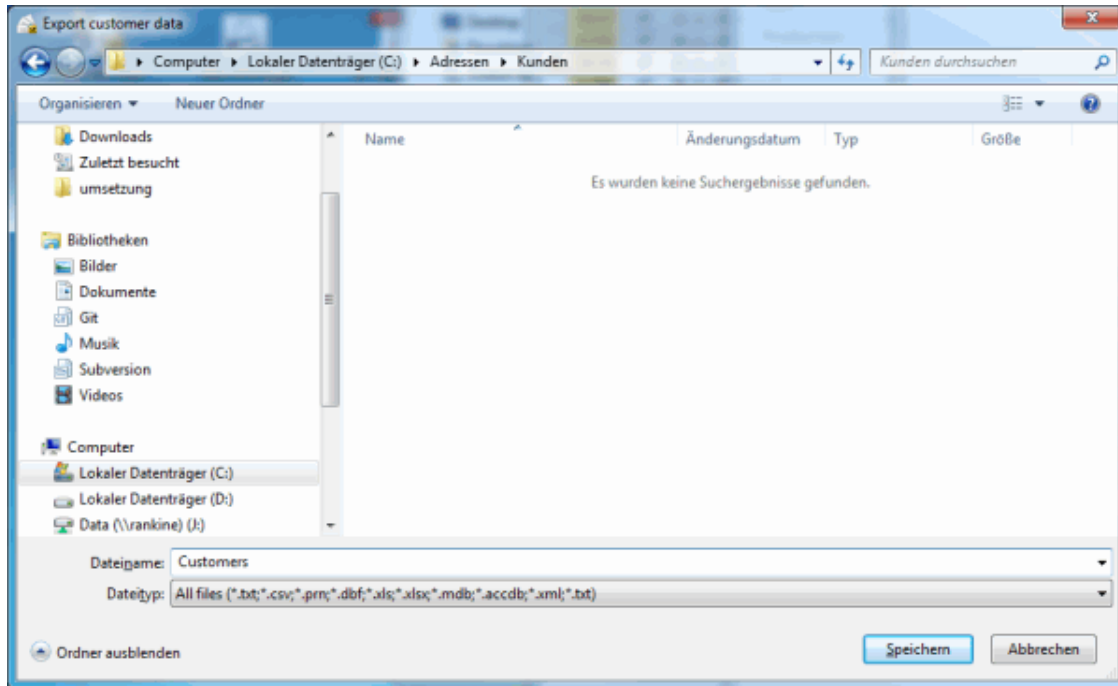 Export customer data
Computer Lokaler Datenträger (C:) Adressen Kunden Kunden durchsuchen
Organisieren Neuer Ordner
Downloads
Zuletzt besucht
umsetzung
Bibliotheken
Bilder
Dokumente
Git
Musik
Subversion
Videos
Computer
Lokaler Datenträger (C:)
Lokaler Datenträger (D:)
Data (\\rankine) (J:)
Name Änderungsdatum Typ Größe
Es wurden keine Suchergebnisse gefunden.
Dateiname: Customers
Dateityp: All files (*.txt;*.csv;*.prn;*.dbf;*.xls;*.xlsx;*.mdb;*.accdb;*.xml;*.txt)
Ordner ausblenden Speichern Abbrechen